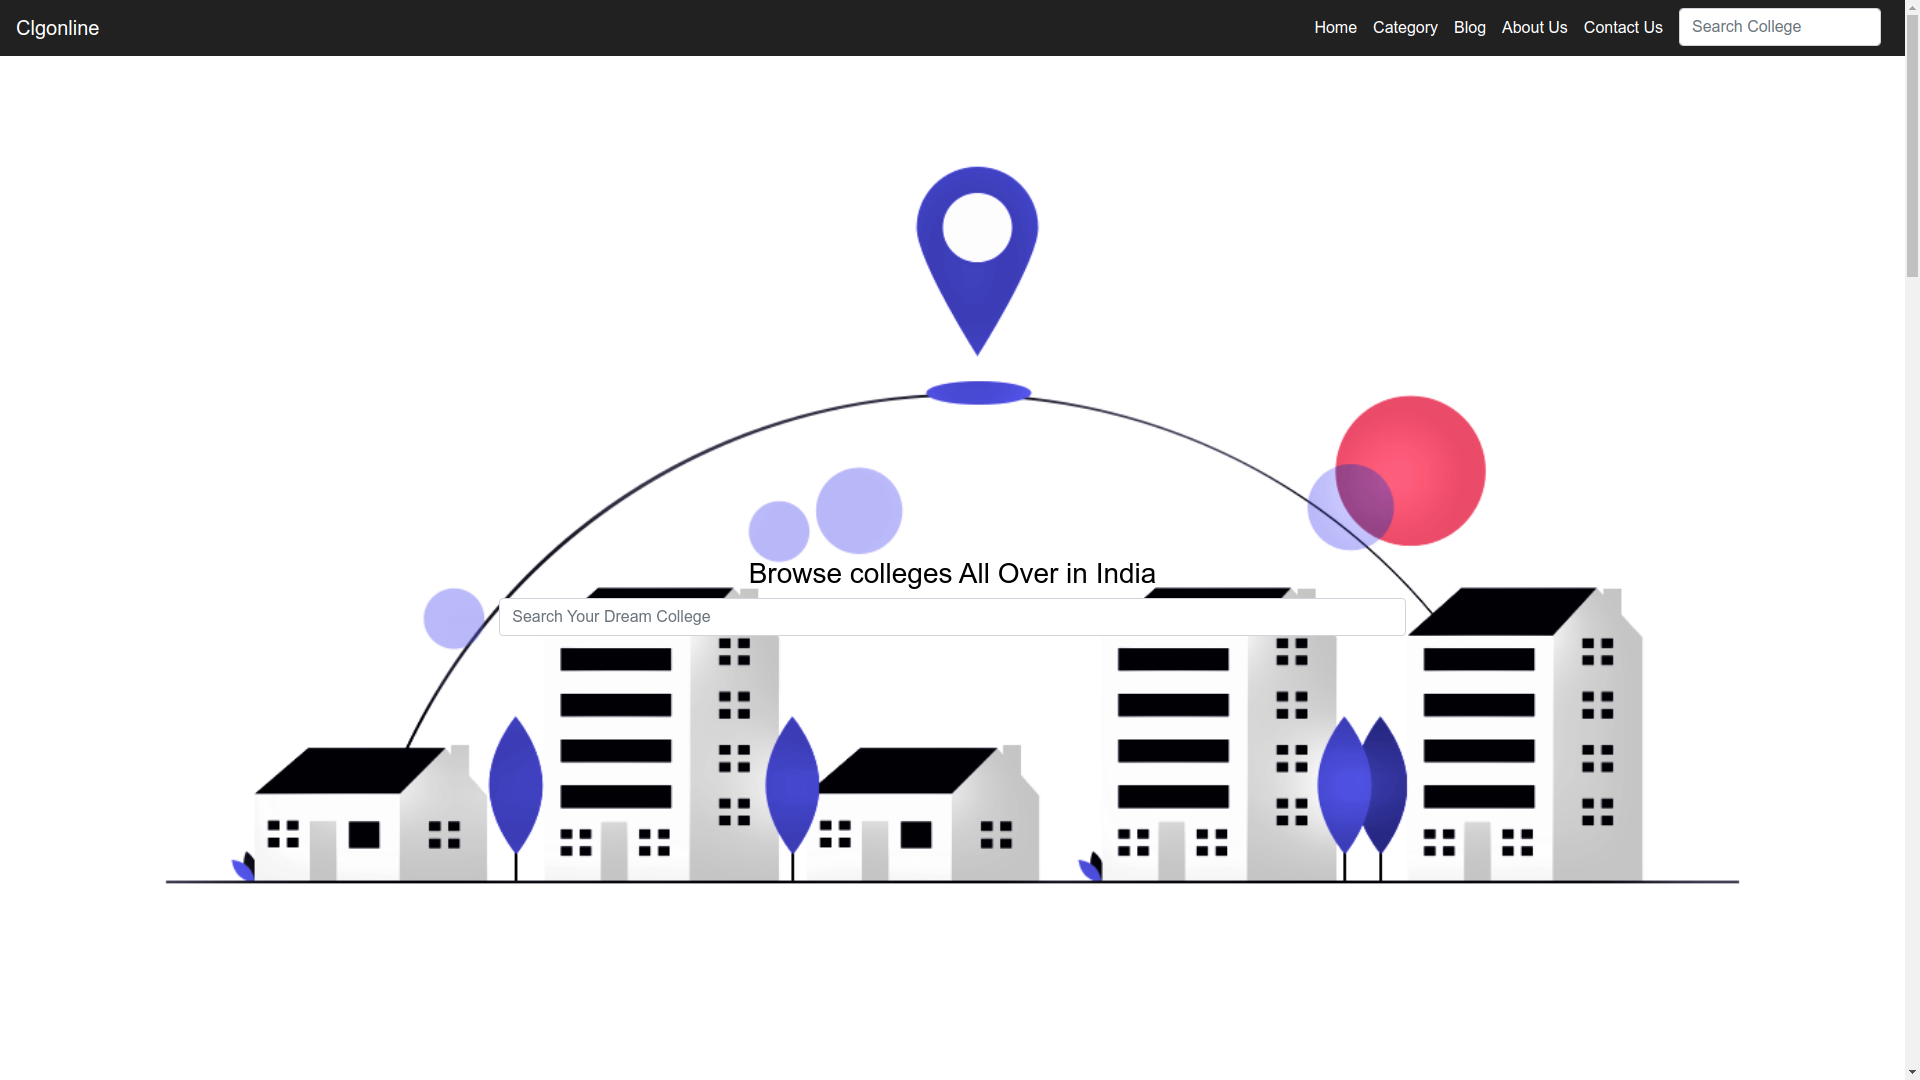 Clgonline
Home Category Blog About Us Contact Us Search College
Browse colleges All Over in India
Search Your Dream College